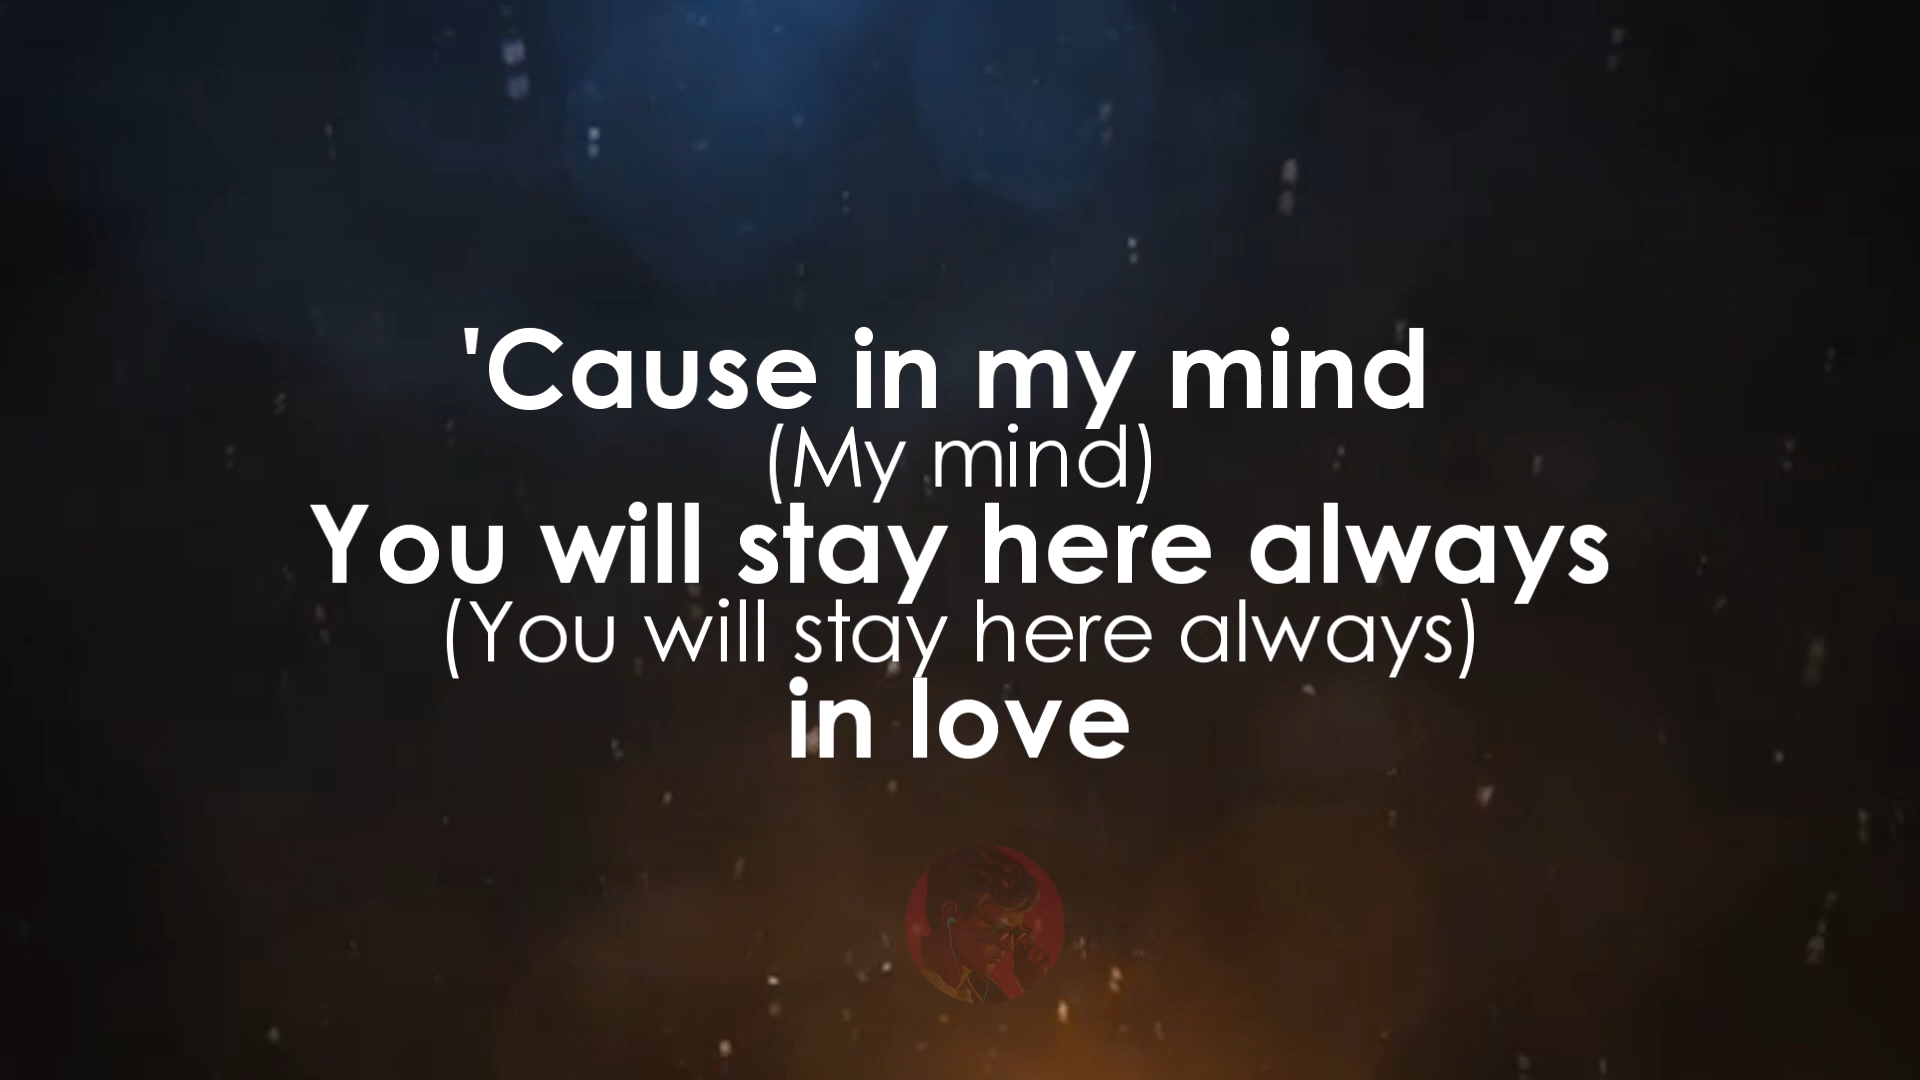 'Cause in my mind
(My mind)
You will stay here always
(You will stay here always)
in love